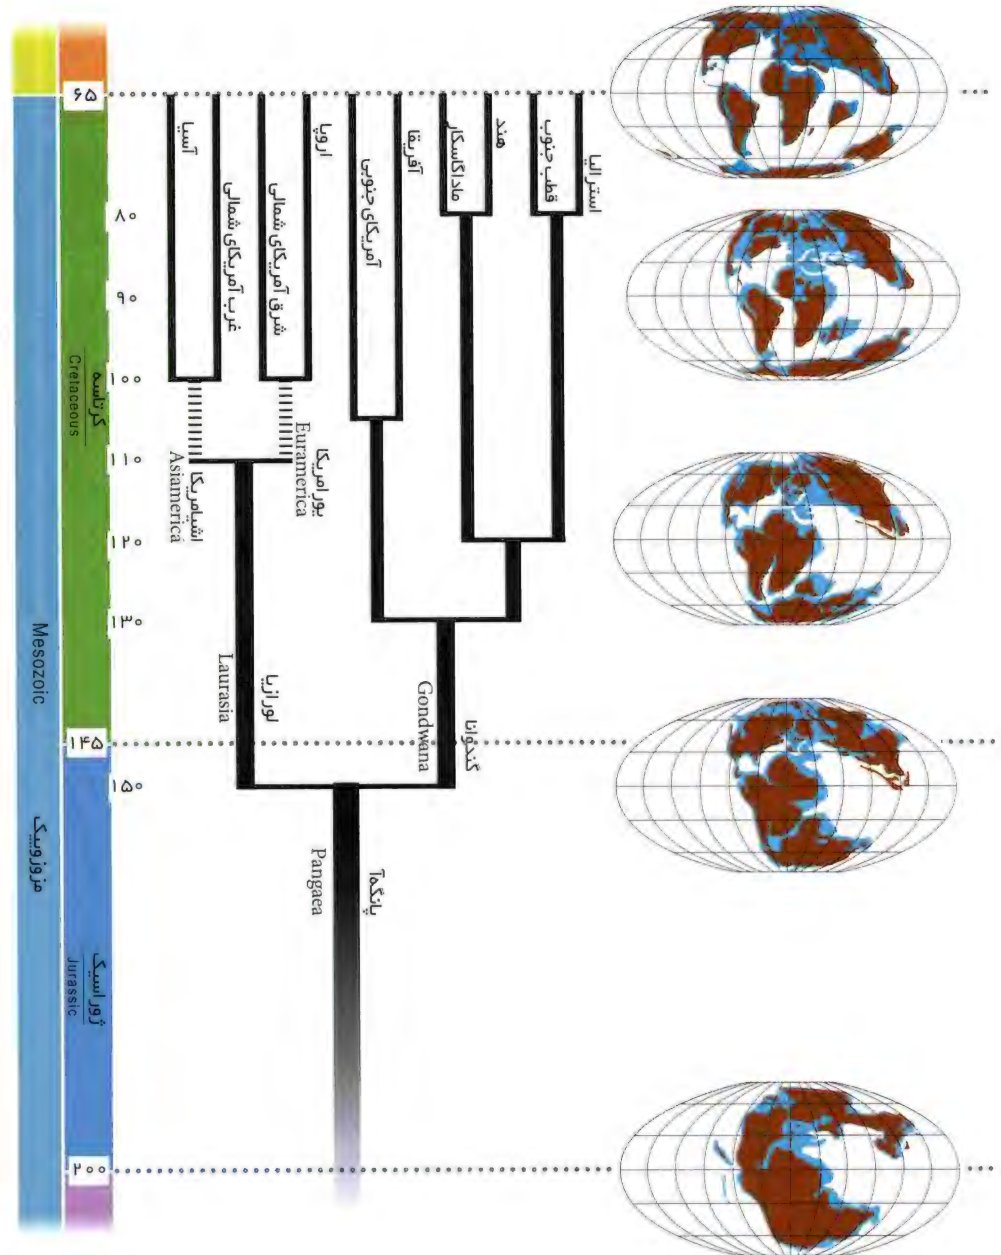 ۶۵
۸۰
۹۰
۱۰۰
۱۱۰
۱۲۰
۱۳۰
۱۴۵
۱۵۰
۲۰۰
کرتاسه
Cretaceous
ژوراسیک
Jurassic
Mesozoic
مزوزوییک
آسیا
غرب آمریکای شمالی
شرق آمریکای شمالی
اروپا
آمریکای جنوبی
آفریقا
ماداگاسکار
هند
قطب جنوب
استرالیا
اشیامریکا
Asiamerica
یورامریکا
Euramerica
لورازیا
Laurasia
گندوانا
Gondwana
پانگه‌آ
Pangaea